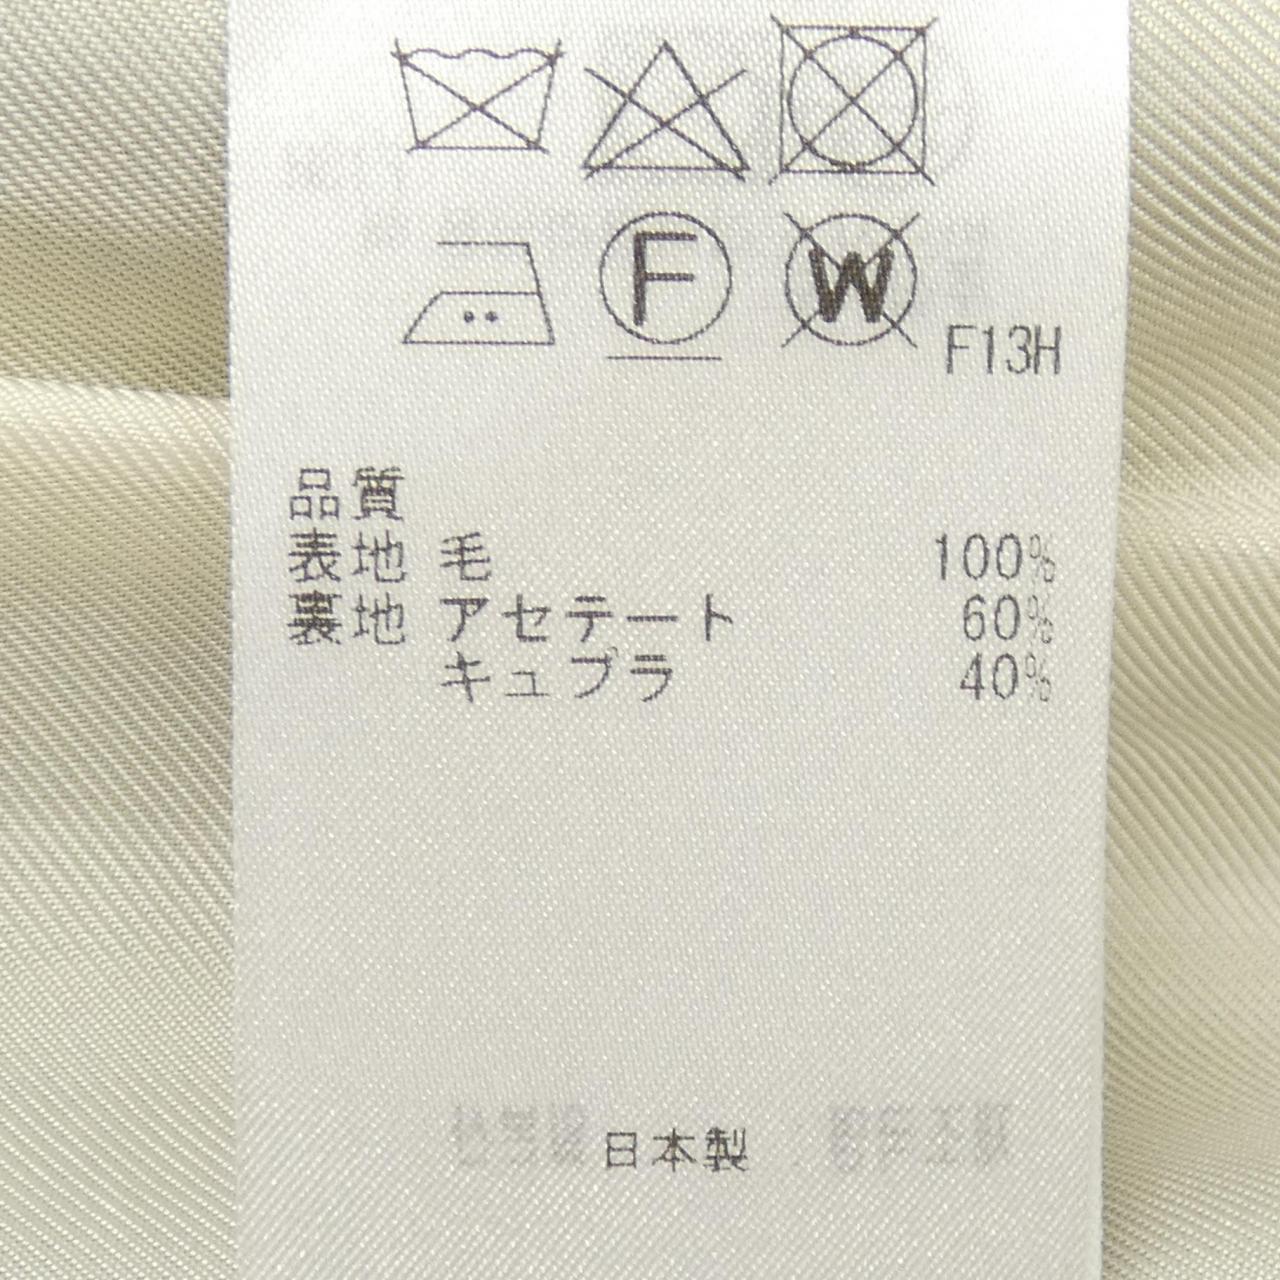 F
W
F13H
品質
表地 毛 100%
裏地 アセテート 60%
キュプラ 40%
日本製